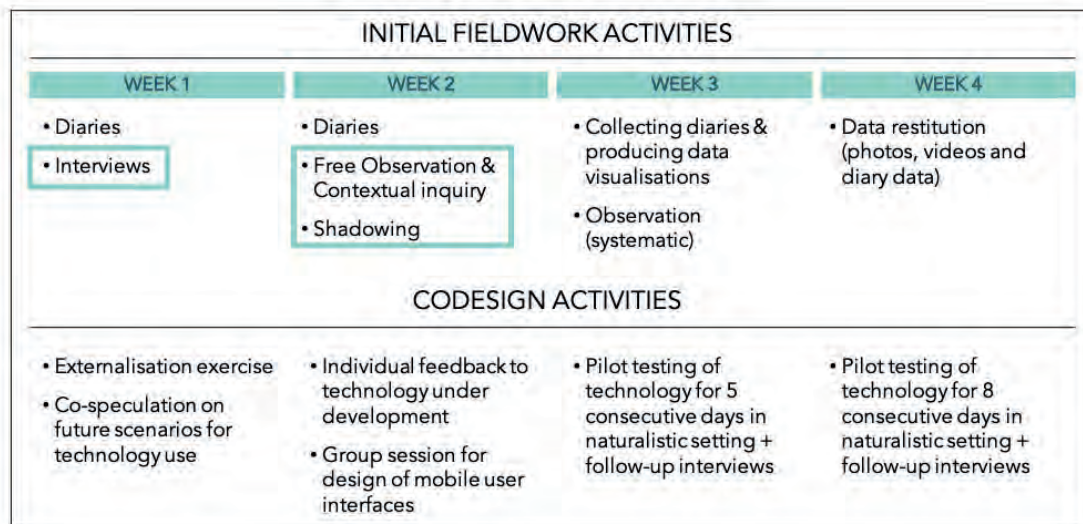 INITIAL FIELDWORK ACTIVITIES
WEEK 1
• Diaries
• Interviews
WEEK 2
• Diaries
• Free Observation &
Contextual inquiry
• Shadowing
WEEK 3
• Collecting diaries &
producing data
visualisations
• Observation
(systematic)
WEEK 4
• Data restitution
(photos, videos and
diary data)
CODESIGN ACTIVITIES
• Externalisation exercise
• Co-speculation on
future scenarios for
technology use
• Individual feedback to
technology under
development
• Group session for
design of mobile user
interfaces
• Pilot testing of
technology for 5
consecutive days in
naturalistic setting +
follow-up interviews
• Pilot testing of
technology for 8
consecutive days in
naturalistic setting +
follow-up interviews